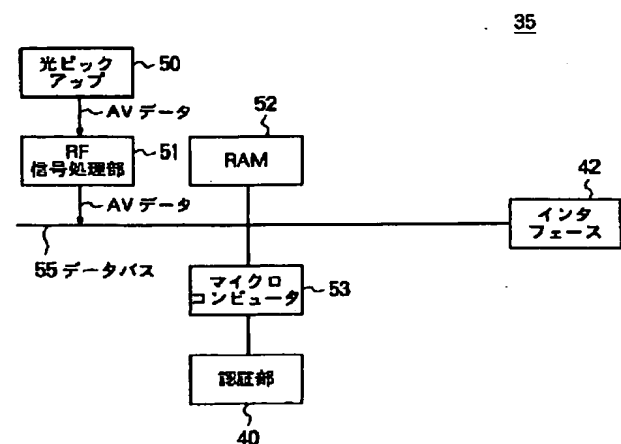 35
光ピック
アップ
50
AVデータ
RF
信号処理部
51
52
RAM
AVデータ
42
インタ
フェース
55データバス
マイクロ
コンピュータ
53
認証部
40